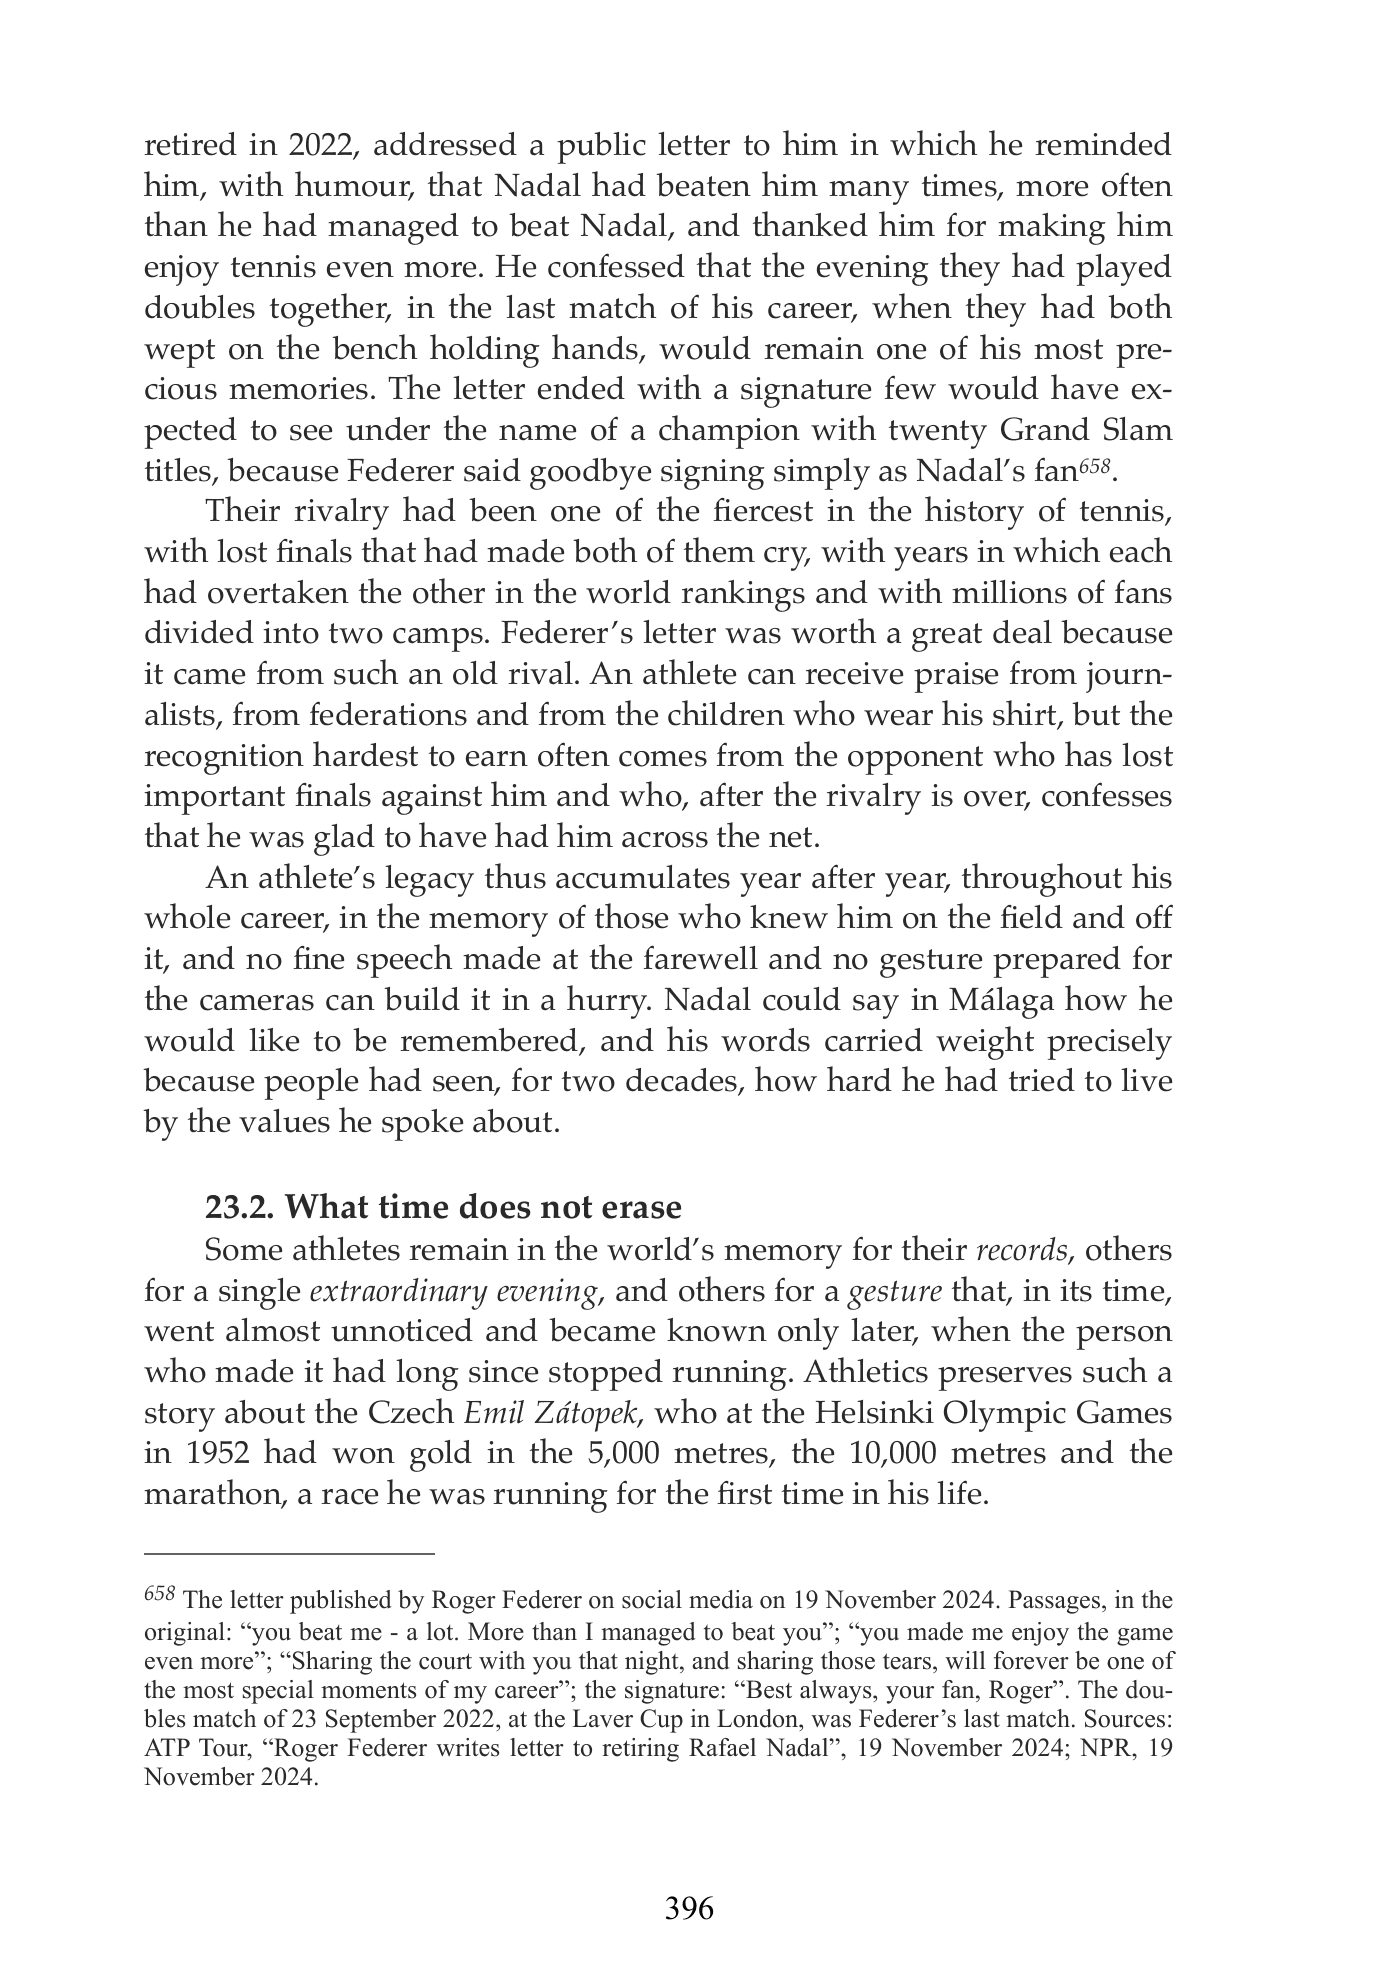 retired in 2022, addressed a public letter to him in which he reminded
him, with humour, that Nadal had beaten him many times, more often
than he had managed to beat Nadal, and thanked him for making him
enjoy tennis even more. He confessed that the evening they had played
doubles together, in the last match of his career, when they had both
wept on the bench holding hands, would remain one of his most pre-
cious memories. The letter ended with a signature few would have ex-
pected to see under the name of a champion with twenty Grand Slam
titles, because Federer said goodbye signing simply as Nadal’s fan658.
Their rivalry had been one of the fiercest in the history of tennis,
with lost finals that had made both of them cry, with years in which each
had overtaken the other in the world rankings and with millions of fans
divided into two camps. Federer’s letter was worth a great deal because
it came from such an old rival. An athlete can receive praise from journ-
alists, from federations and from the children who wear his shirt, but the
recognition hardest to earn often comes from the opponent who has lost
important finals against him and who, after the rivalry is over, confesses
that he was glad to have had him across the net.
An athlete’s legacy thus accumulates year after year, throughout his
whole career, in the memory of those who knew him on the field and off
it, and no fine speech made at the farewell and no gesture prepared for
the cameras can build it in a hurry. Nadal could say in Málaga how he
would like to be remembered, and his words carried weight precisely
because people had seen, for two decades, how hard he had tried to live
by the values he spoke about.
23.2. What time does not erase
Some athletes remain in the world’s memory for their records, others
for a single extraordinary evening, and others for a gesture that, in its time,
went almost unnoticed and became known only later, when the person
who made it had long since stopped running. Athletics preserves such a
story about the Czech Emil Zátopek, who at the Helsinki Olympic Games
in 1952 had won gold in the 5,000 metres, the 10,000 metres and the
marathon, a race he was running for the first time in his life.
658 The letter published by Roger Federer on social media on 19 November 2024. Passages, in the
original: “you beat me - a lot. More than I managed to beat you”; “you made me enjoy the game
even more”; “Sharing the court with you that night, and sharing those tears, will forever be one of
the most special moments of my career”; the signature: “Best always, your fan, Roger”. The dou-
bles match of 23 September 2022, at the Laver Cup in London, was Federer’s last match. Sources:
ATP Tour, “Roger Federer writes letter to retiring Rafael Nadal”, 19 November 2024; NPR, 19
November 2024.
396